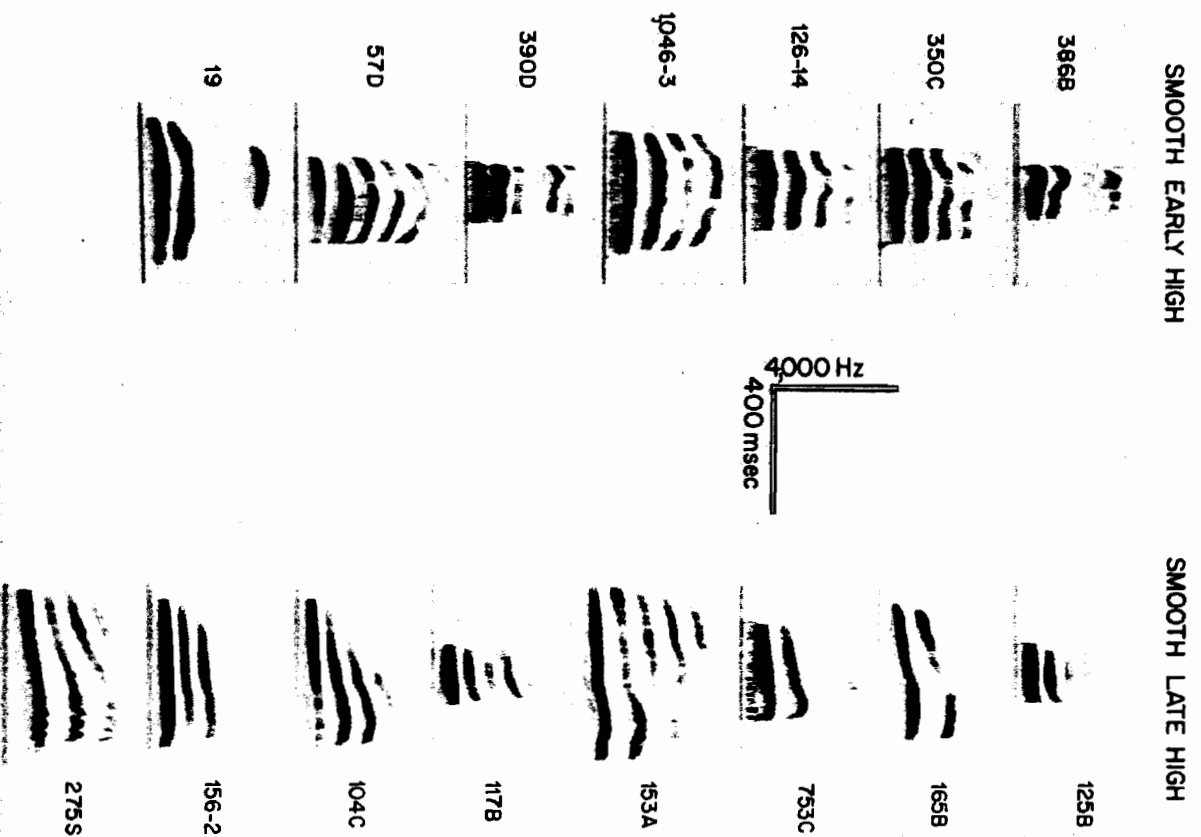 SMOOTH EARLY HIGH
386B
350C
126-14
1046-3
390D
57D
19
4000 Hz
400 msec
SMOOTH LATE HIGH
125B
165B
753C
153A
117B
104C
156-2
275S